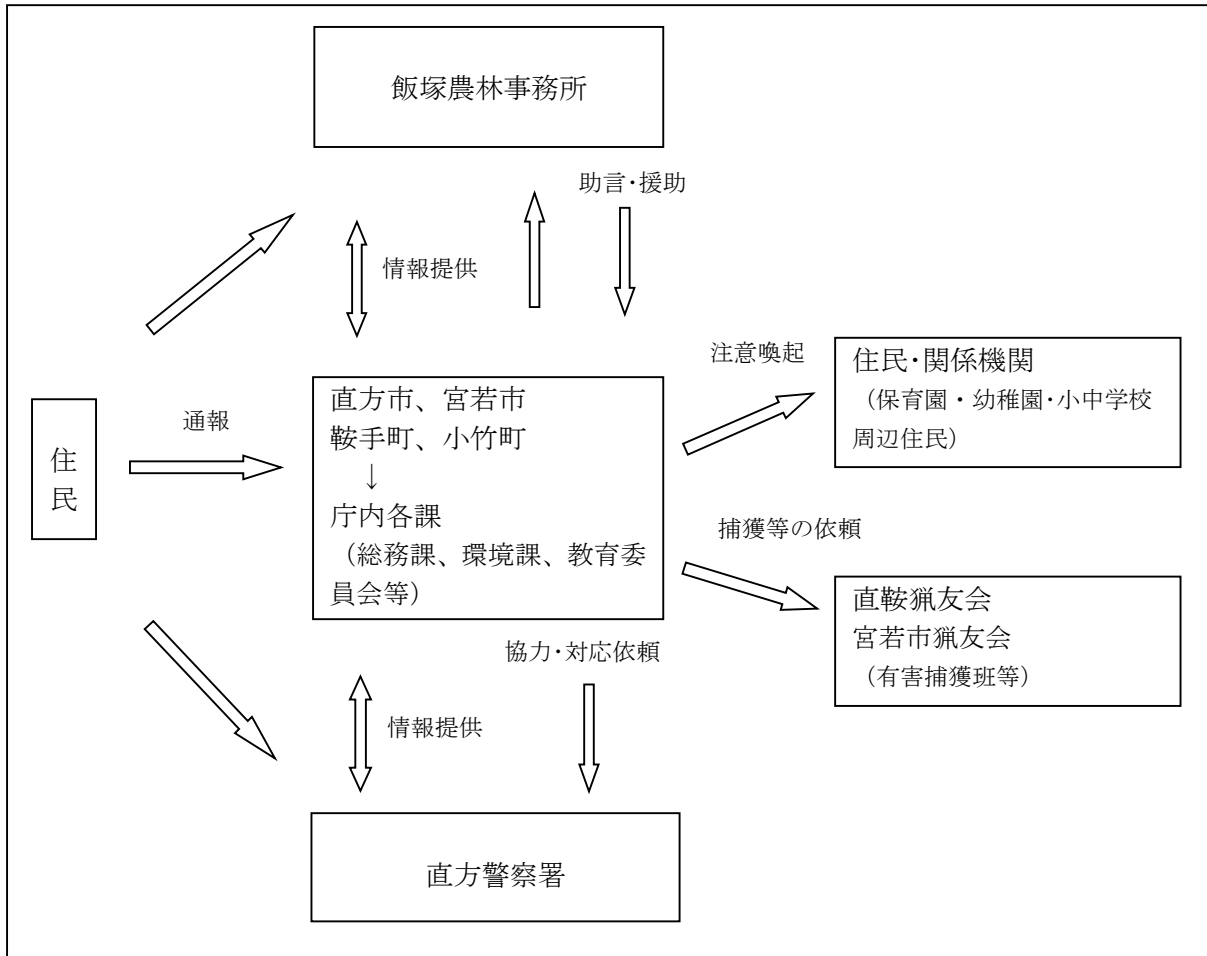 飯塚農林事務所
助言・援助
情報提供
注意喚起
住民・関係機関
（保育園・幼稚園・小中学校
周辺住民）
通報
住
民
直方市、宮若市
鞍手町、小竹町
↓
庁内各課
（総務課、環境課、教育委
員会等）
捕獲等の依頼
直鞍猟友会
宮若市猟友会
（有害捕獲班等）
協力・対応依頼
情報提供
直方警察署